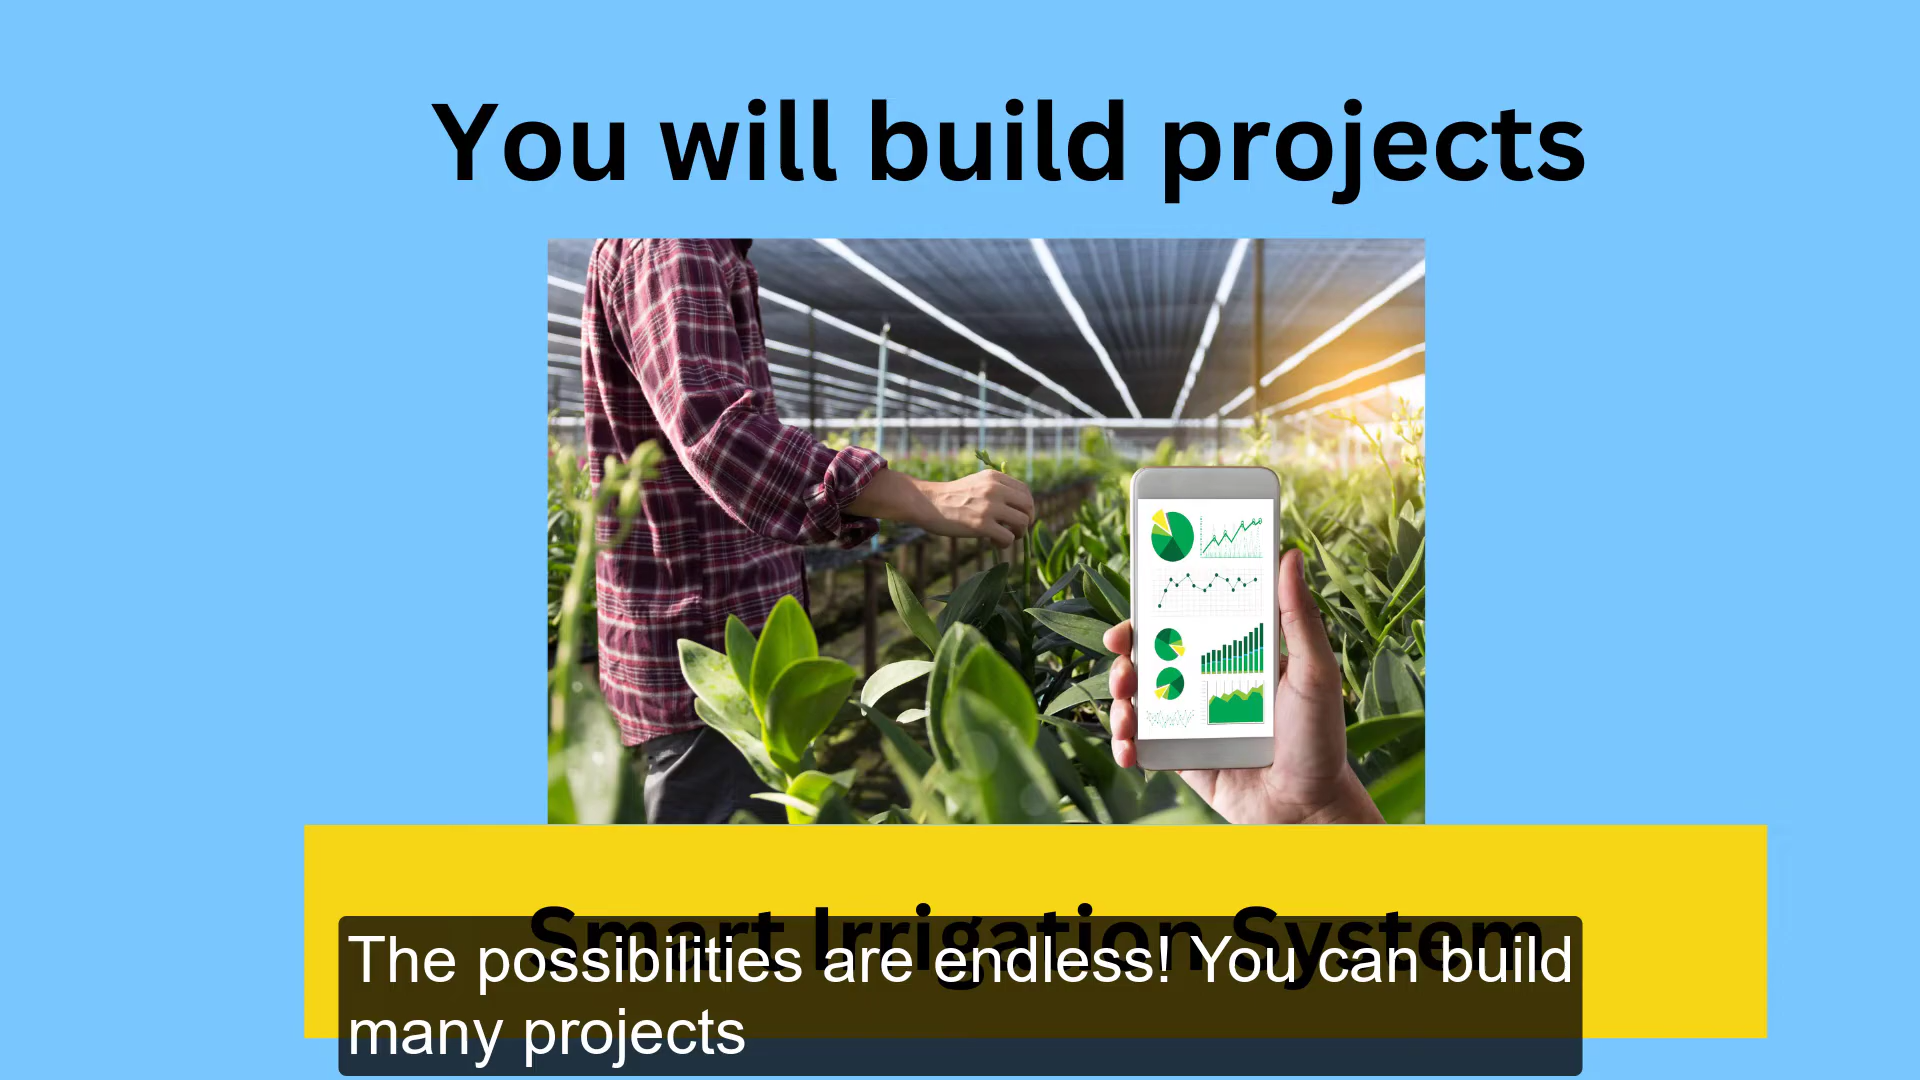 You will build projects
Smart Irrigation System
The possibilities are endless! You can build
many projects